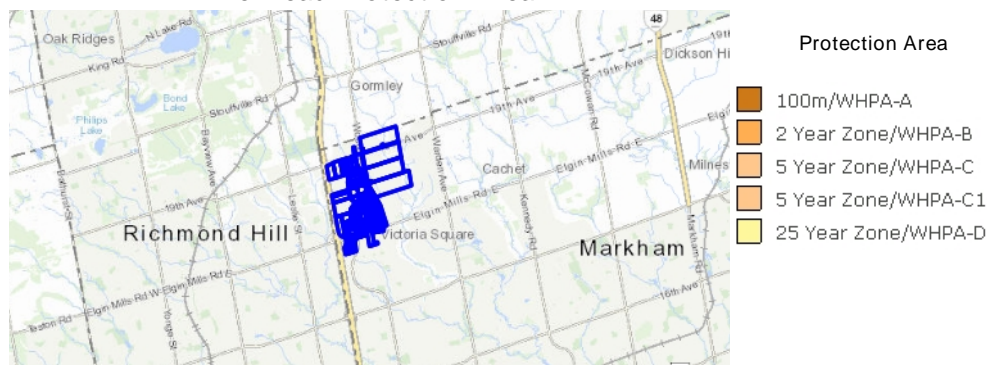 48
Oak Ridges
N Lake Rd
King Rd
Stouffville Rd
Dickson Hi
19th Ave
Gormley
Bond
Lake
Stouffville Rd
Philips
Lake
Bayview Ave
McCowan Rd
Warden Ave
Cachet
Elgin Mills Rd E
Milnes
Bathurst St
19th Ave
Leslie St
Elgin Mills Rd E
Kennedy Rd
Richmond Hill
Victoria Square
Markham
Markham Rd
Elgin Mills Rd W
Elgin Mills Rd E
16th Ave
Teston Rd
Yonge St
Protection Area
100m/WHPA-A
2 Year Zone/WHPA-B
5 Year Zone/WHPA-C
5 Year Zone/WHPA-C1
25 Year Zone/WHPA-D